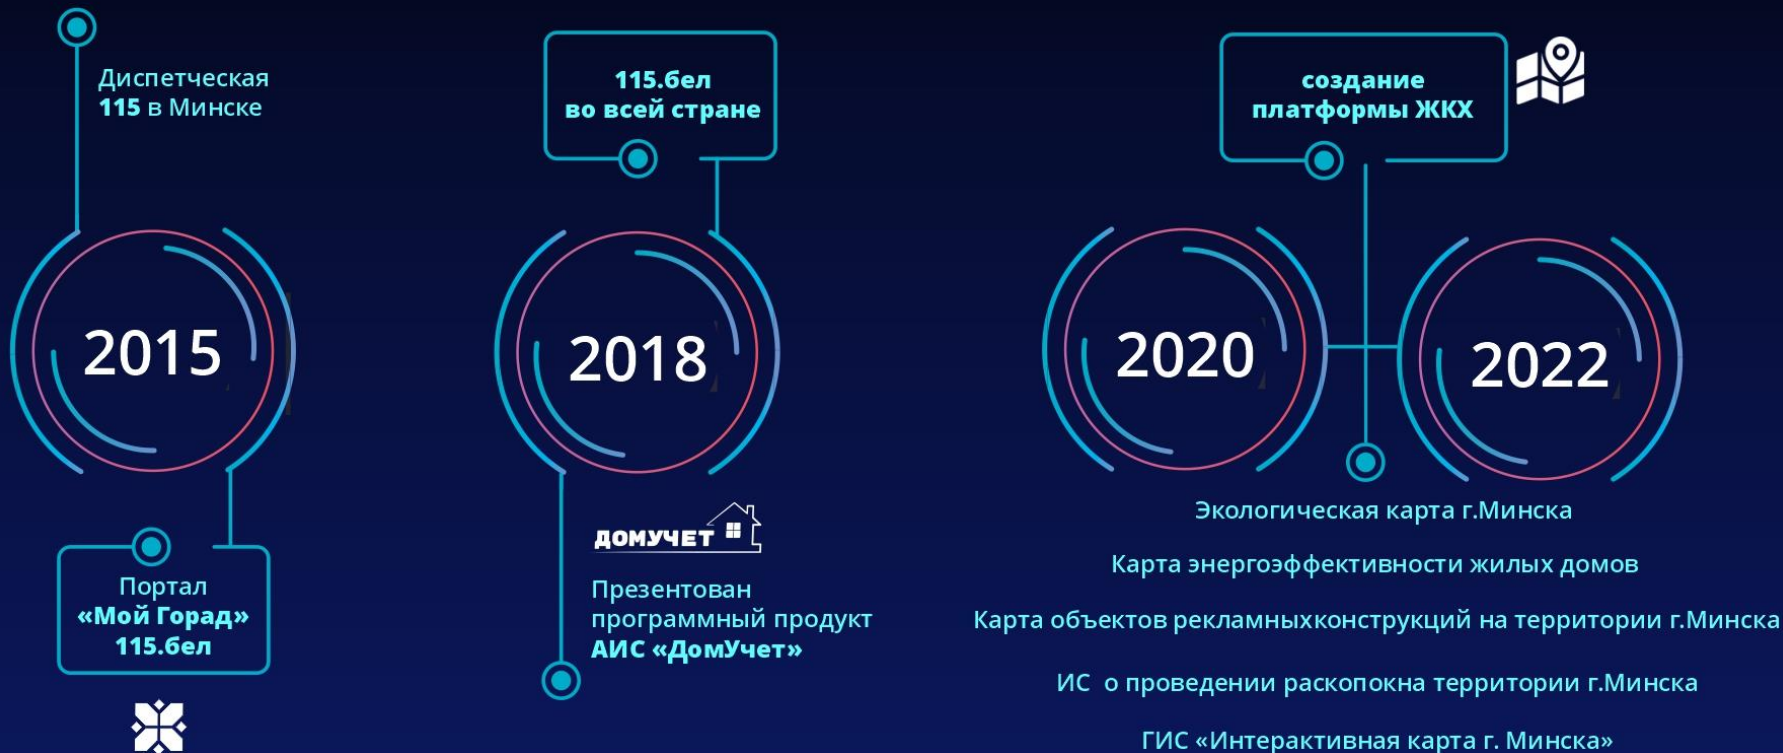 Диспетческая
115 в Минске
2015
Портал
«Мой Горад»
115.бел
115.бел
во всей стране
2018
ДОМУЧЕТ
Презентован
программный продукт
АИС «ДомУчет»
создание
платформы ЖКХ
2020
2022
Экологическая карта г.Минска
Карта энергоэффективности жилых домов
Карта объектов рекламныхконструкций на территории г.Минска
ИС о проведении раскопокна территории г.Минска
ГИС «Интерактивная карта г. Минска»